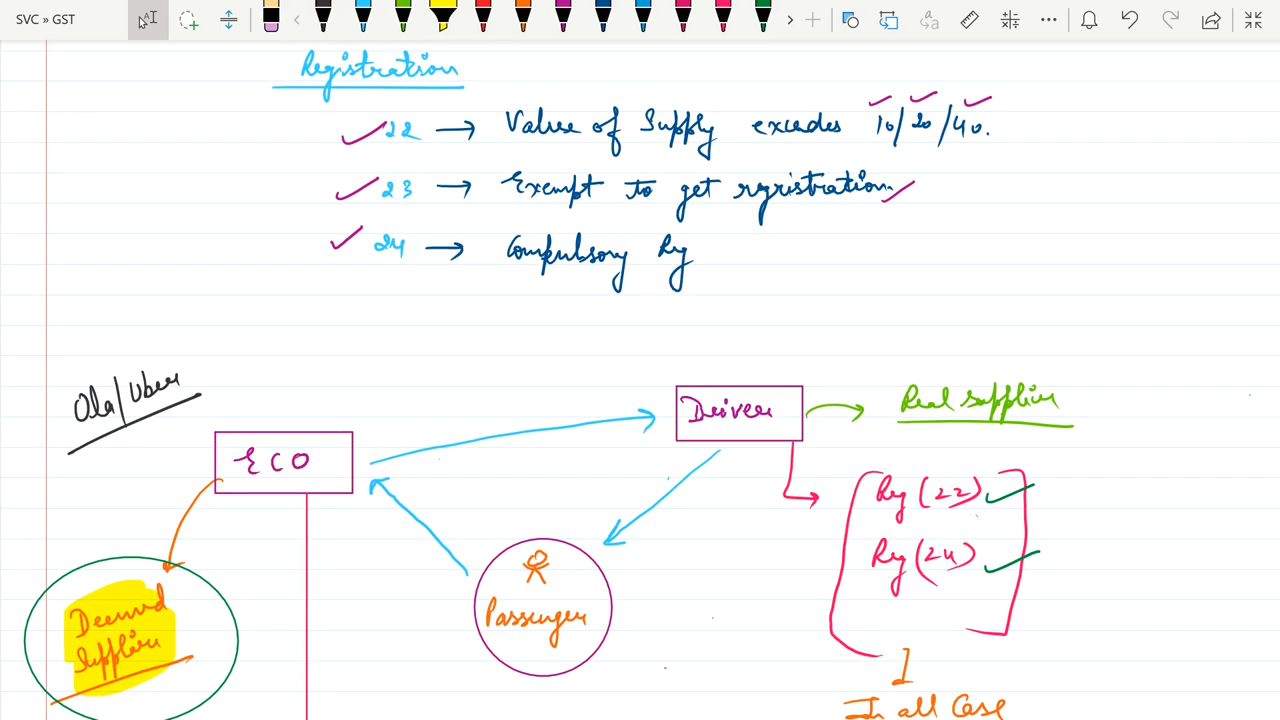 SVC » GST
Registration
22 → Value of Supply exceedes 10/20/40.
23 → Exempt to get registration
24 → Compulsory Reg
Ola/Uber
ECO
Driver
Real supplier
Reg (22)
Reg (24)
Passenger
Deemed
supplier
In all Case